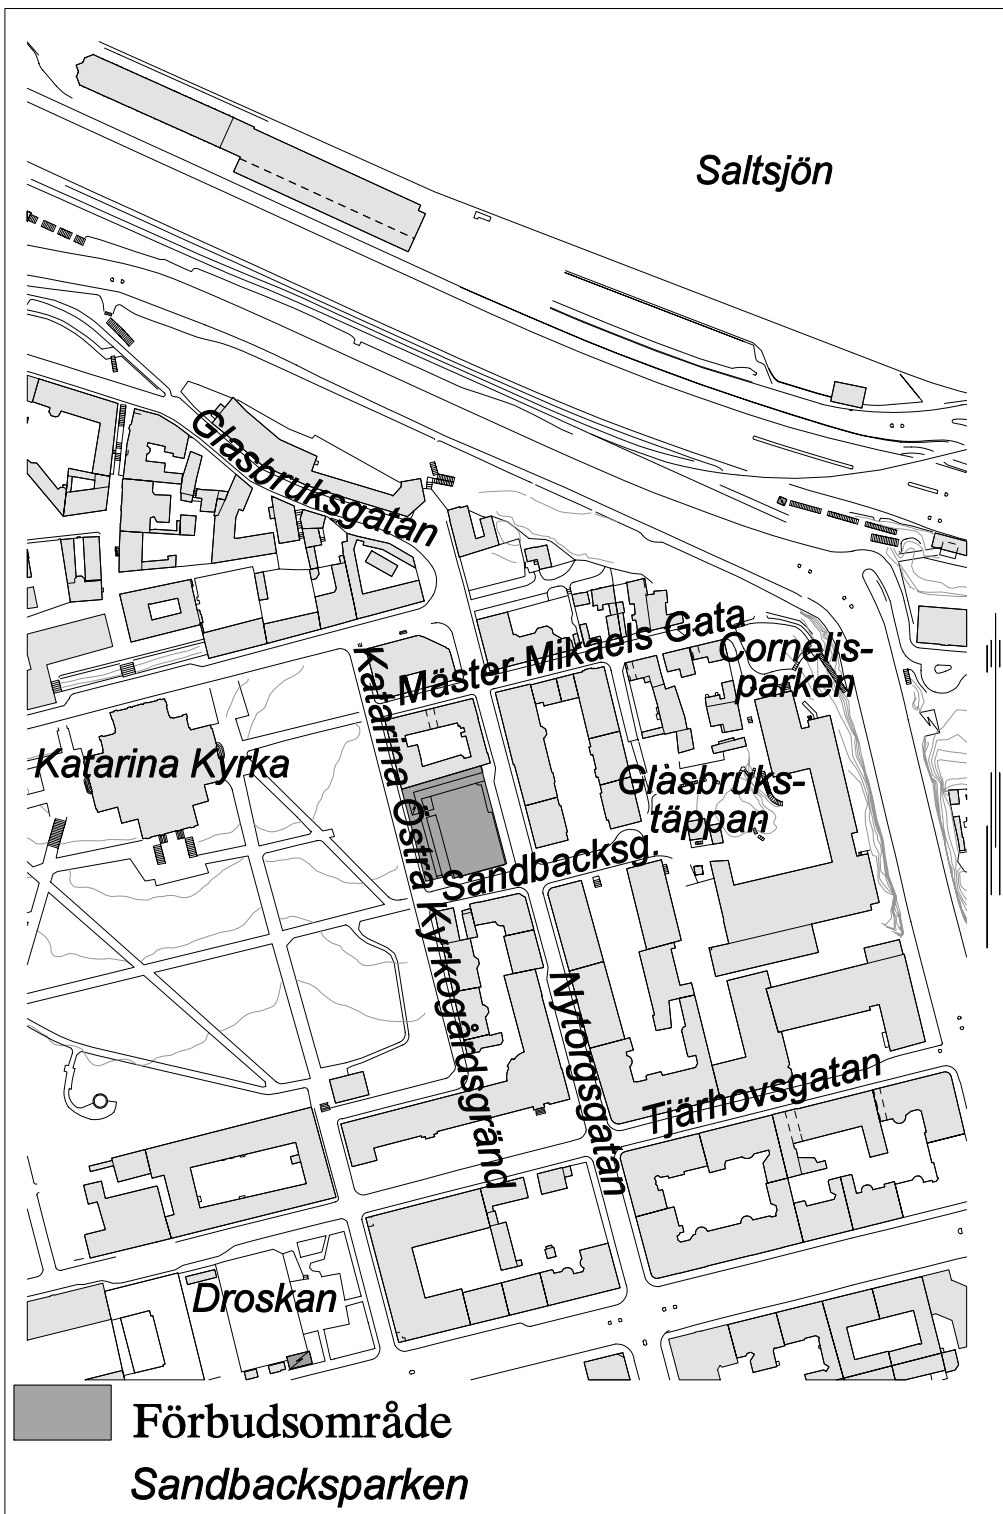 Saltsjön
Glasbruksgatan
Mäster Mikaels Gata
Cornelis-
parken
Katarina Östra Kyrkogårdsgränd
Katarina Kyrka
Glasbruks-
täppan
Sandbacksg.
Nytorgsgatan
Tjärhovsgatan
Droskan
Förbudsområde
Sandbacksparken